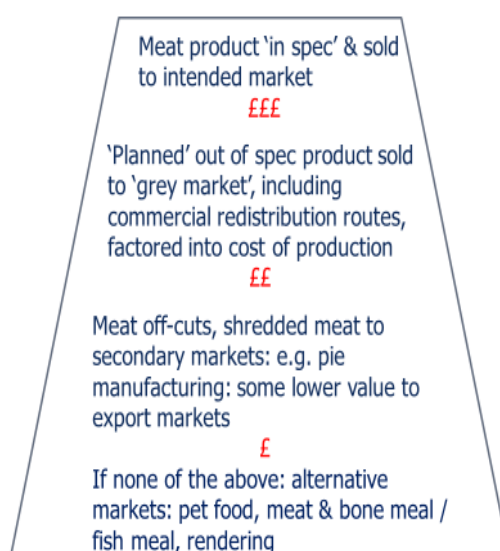 Meat product ‘in spec’ & sold
to intended market
£££
‘Planned’ out of spec product sold
to ‘grey market’, including
commercial redistribution routes,
factored into cost of production
££
Meat off-cuts, shredded meat to
secondary markets: e.g. pie
manufacturing: some lower value to
export markets
£
If none of the above: alternative
markets: pet food, meat & bone meal /
fish meal, rendering